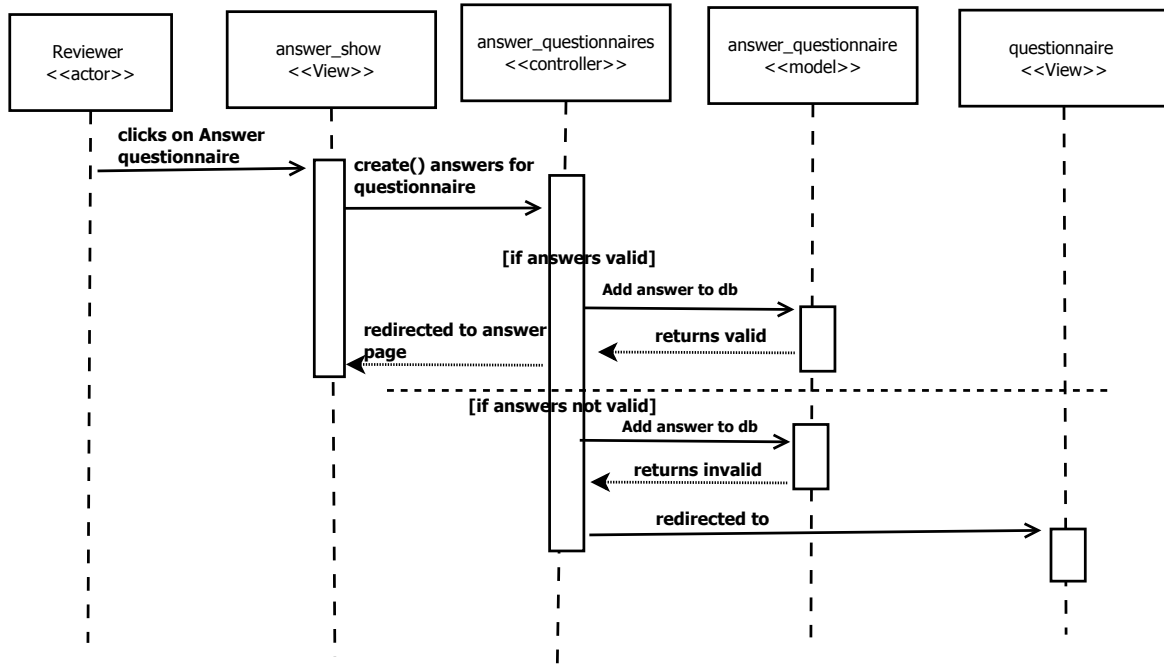 Reviewer
<<actor>>
answer_show
<<View>>
answer_questionnaires
<<controller>>
answer_questionnaire
<<model>>
questionnaire
<<View>>
clicks on Answer
questionnaire
create() answers for
questionnaire
[if answers valid]
Add answer to db
returns valid
redirected to answer
page
[if answers not valid]
Add answer to db
returns invalid
redirected to